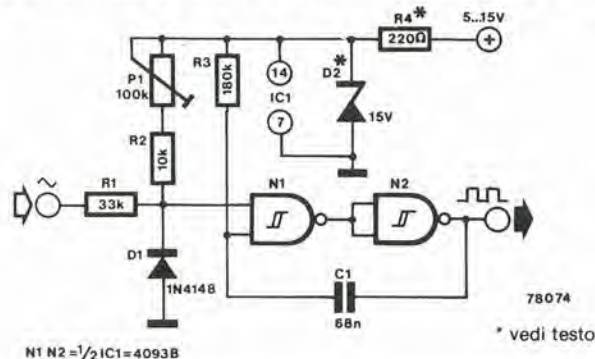 R4*
5...15V
220Ω
+
P1
100k
R3
180k
14
IC1
7
D2*
15V
R2
10k
~
R1
33k
N1
N2
D1
1N4148
C1
68n
78074
* vedi testo
N1 N2 = 1/2 IC1 = 4093B